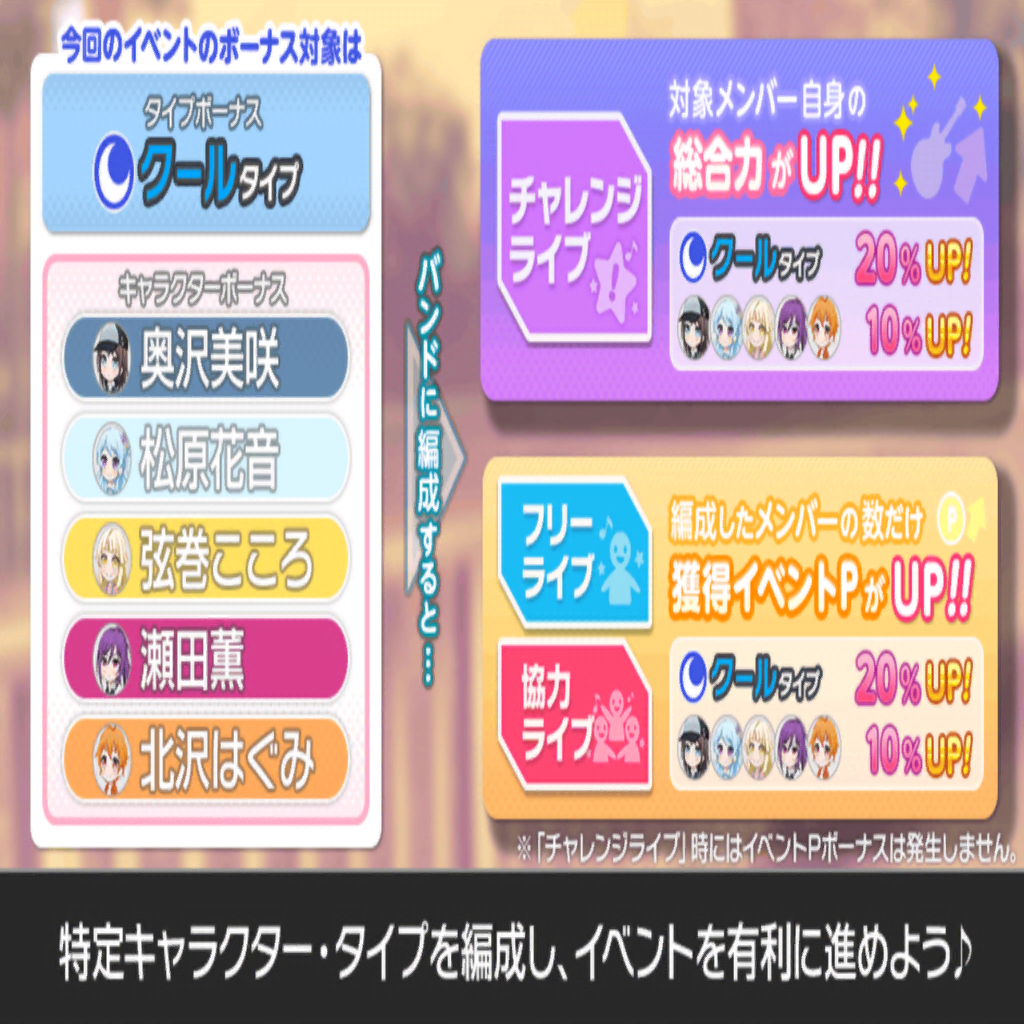 今回のイベントのボーナス対象は
タイプボーナス
クールタイプ
キャラクターボーナス
奥沢美咲
松原花音
弦巻こころ
瀬田薫
北沢はぐみ
バンドに編成すると…
チャレンジ
ライブ
対象メンバー自身の
総合力がUP!!
クールタイプ 20%UP!
10%UP!
フリー
ライブ
協力
ライブ
編成したメンバーの数だけ
P
獲得イベントPがUP!!
クールタイプ 20%UP!
10%UP!
※「チャレンジライブ」時にはイベントPボーナスは発生しません。
特定キャラクター・タイプを編成し、イベントを有利に進めよう♪